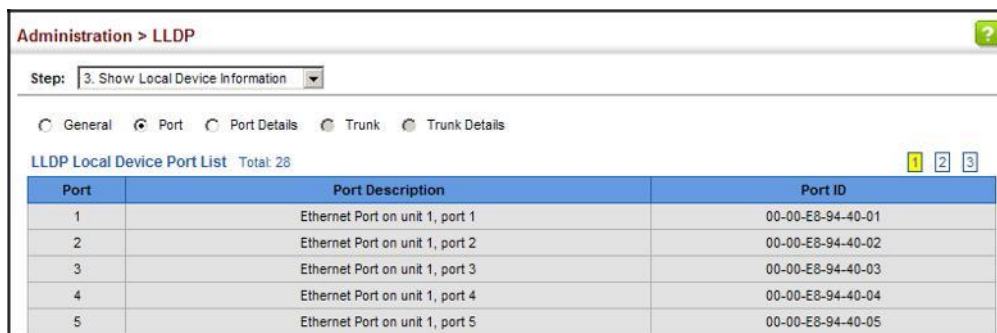 Administration > LLDP
?
Step: 3. Show Local Device Information
General Port Port Details Trunk Trunk Details
LLDP Local Device Port List Total: 28 1 2 3
Port Port Description Port ID
1 Ethernet Port on unit 1, port 1 00-00-E8-94-40-01
2 Ethernet Port on unit 1, port 2 00-00-E8-94-40-02
3 Ethernet Port on unit 1, port 3 00-00-E8-94-40-03
4 Ethernet Port on unit 1, port 4 00-00-E8-94-40-04
5 Ethernet Port on unit 1, port 5 00-00-E8-94-40-05